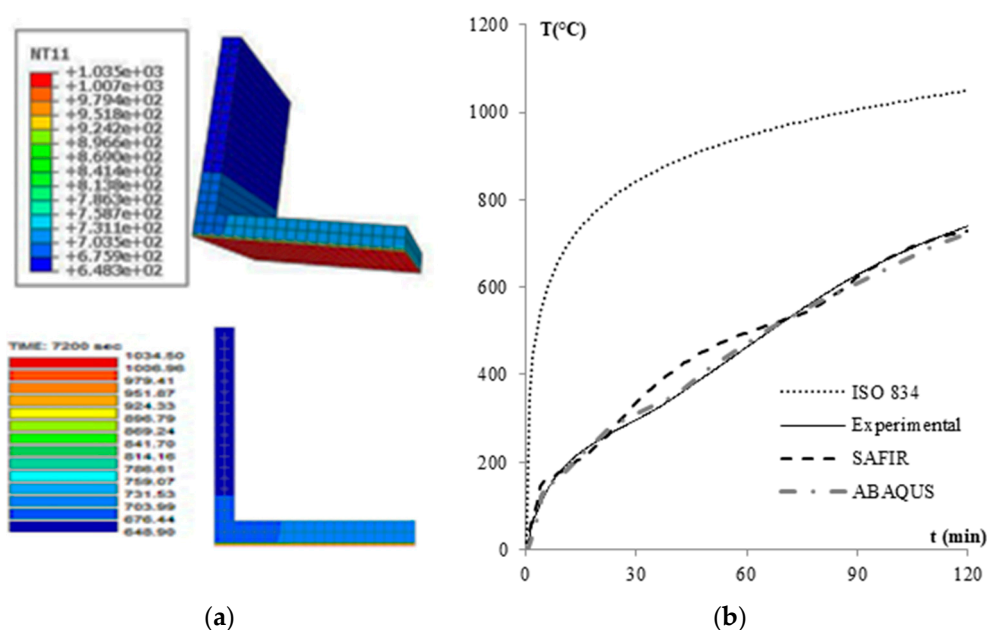 NT11
+1.035e+03
+1.007e+03
+9.794e+02
+9.518e+02
+9.242e+02
+8.966e+02
+8.690e+02
+8.414e+02
+8.138e+02
+7.863e+02
+7.587e+02
+7.311e+02
+7.035e+02
+6.759e+02
+6.483e+02
TIME: 7200 sec
1034.50
1006.96
979.41
951.87
924.33
896.79
869.24
841.70
814.16
786.61
759.07
731.53
703.99
676.44
648.90
(a)
T(°C)
1200
1000
800
600
400
200
0
ISO 834
Experimental
SAFIR
ABAQUS
t (min)
0 30 60 90 120
(b)